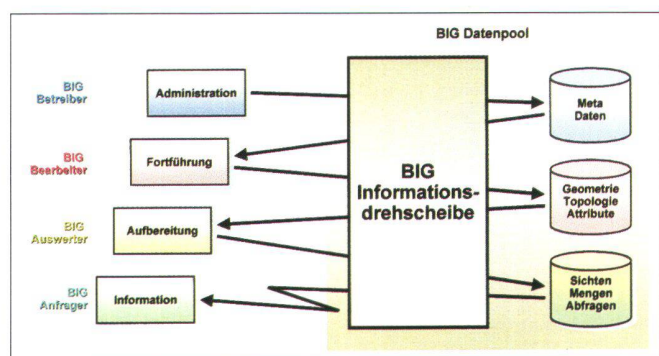 BIG Datenpool
BIG
Betreiber
Administration
Meta
Daten
BIG
Bearbeiter
Fortführung
BIG
Informations-
drehscheibe
Geometrie
Topologie
Attribute
BIG
Auswerter
Aufbereitung
BIG
Anfrager
Information
Sichten
Mengen
Abfragen